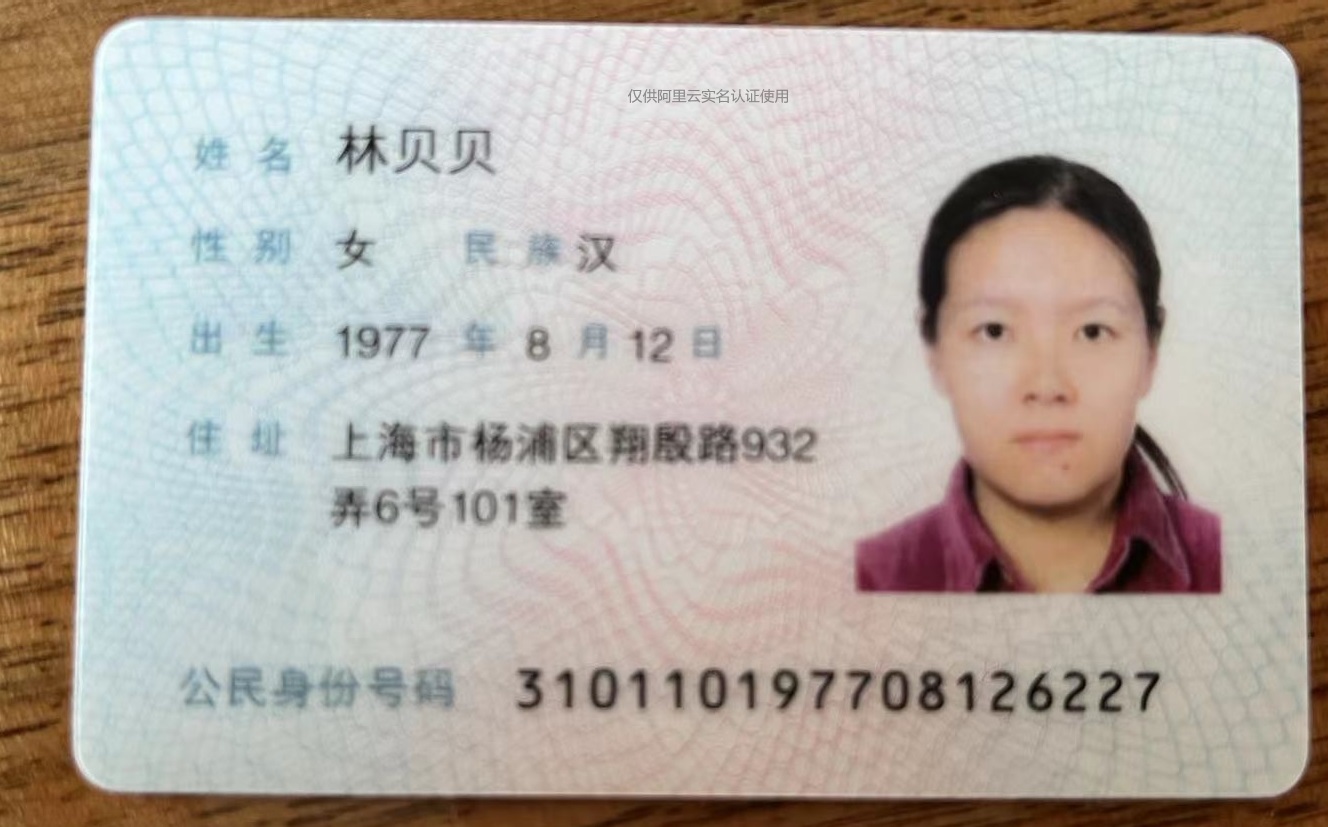 仅供阿里云实名认证使用
姓 名 林贝贝
性 别 女 民 族 汉
出 生 1977 年 8 月 12 日
住 址 上海市杨浦区翔殷路932
弄6号101室
公民身份号码 310110197708126227